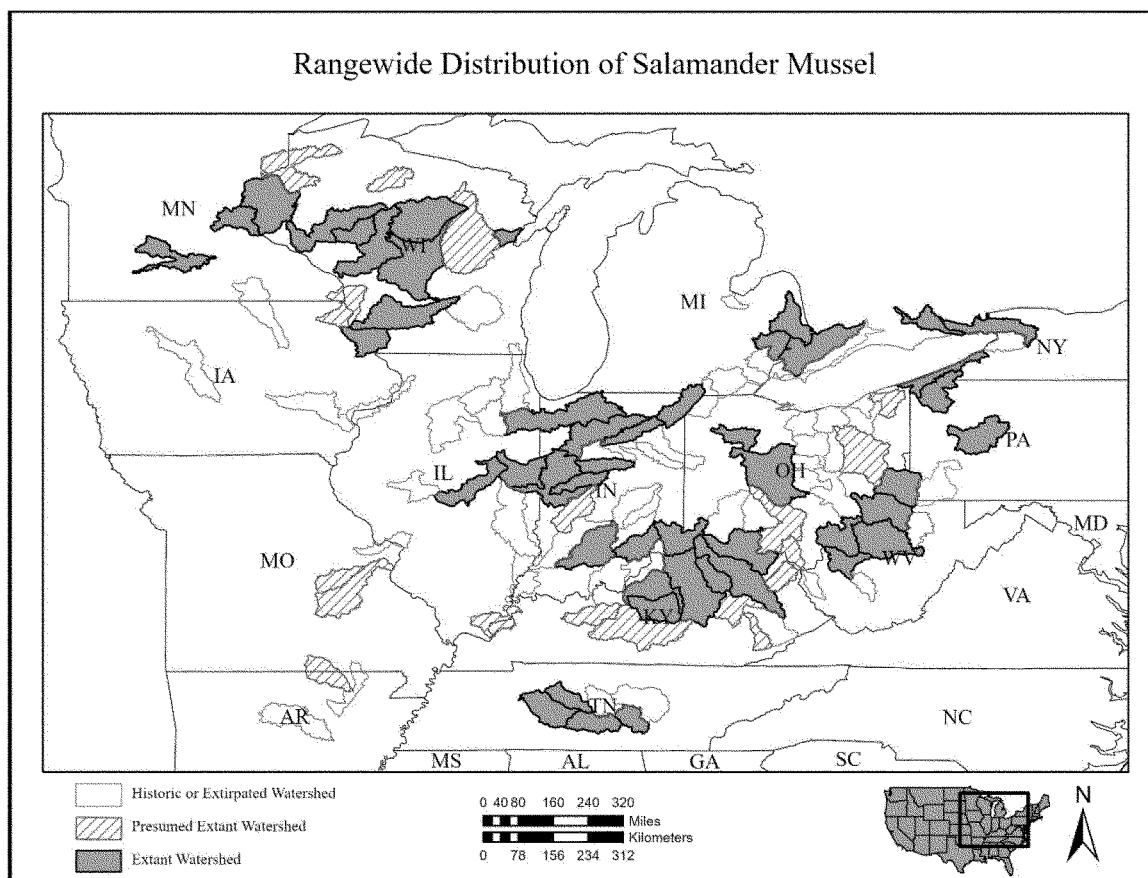 Rangewide Distribution of Salamander Mussel
MN
WI
MI
NY
IA
PA
IL
IN
OH
MD
MO
WV
VA
KY
AR
TN
NC
MS
AL
GA
SC
Historic or Extirpated Watershed
Presumed Extant Watershed
Extant Watershed
0 40 80 160 240 320
Miles
Kilometers
0 78 156 234 312
N